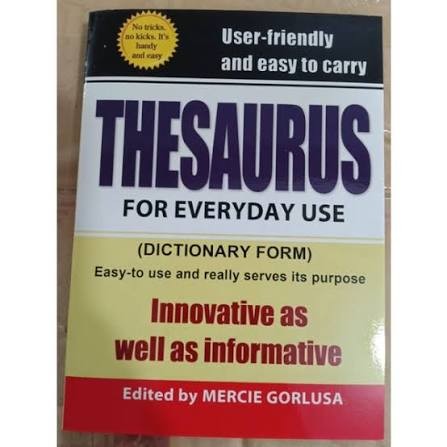 No tricks,
no kicks. It's
handy
and easy
User-friendly
and easy to carry
THESAURUS
FOR EVERYDAY USE
(DICTIONARY FORM)
Easy-to use and really serves its purpose
Innovative as
well as informative
Edited by MERCIE GORLUSA